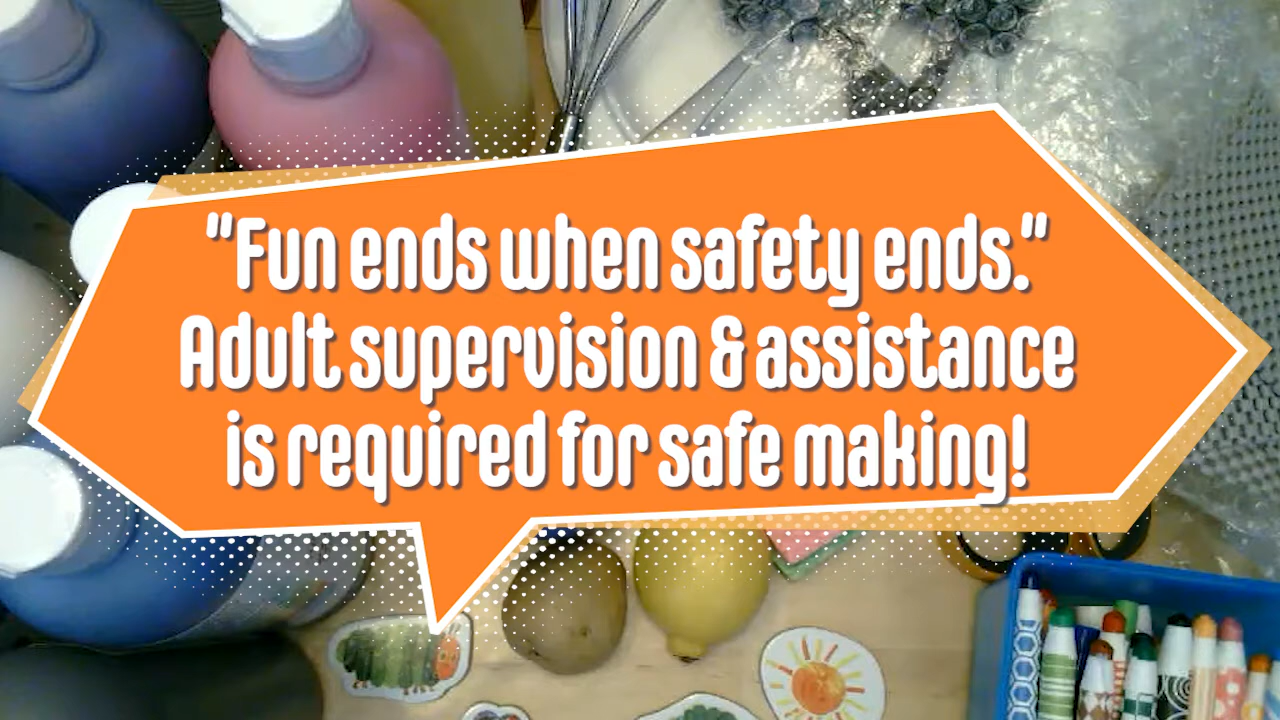 "Fun ends when safety ends."
Adult supervision & assistance
is required for safe making!